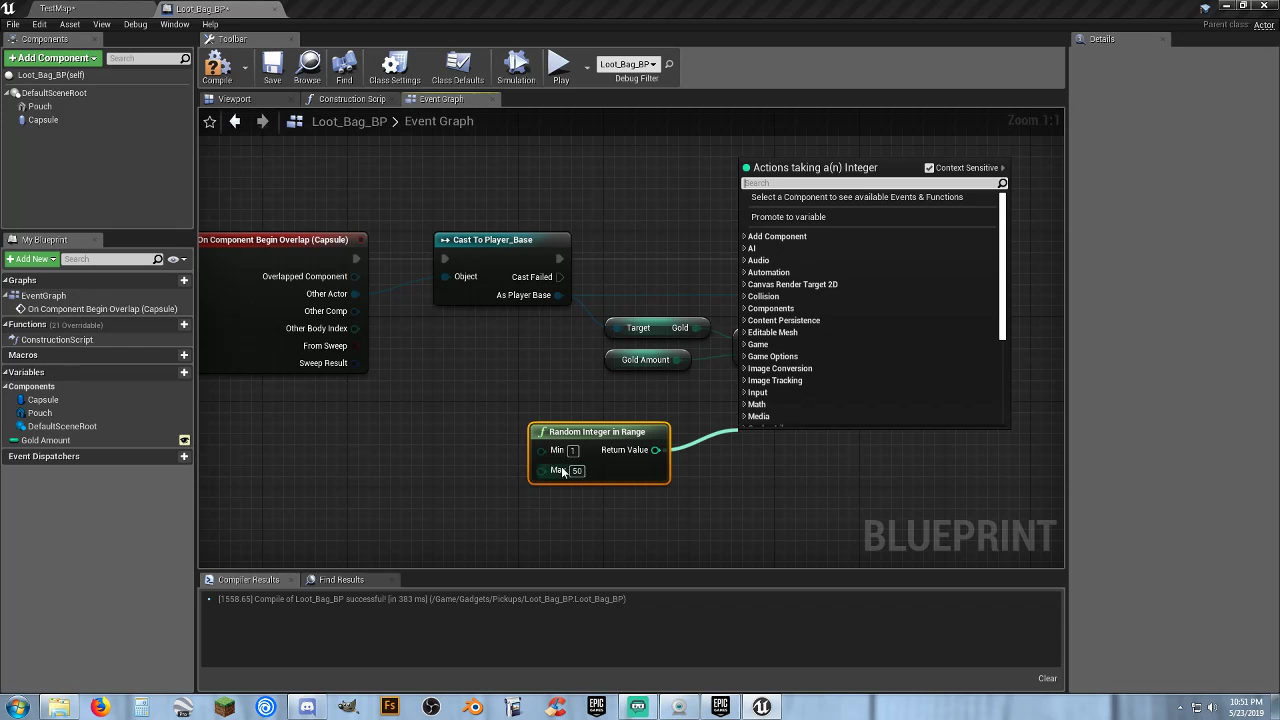 TestMap*
Loot_Bag_BP*
File Edit Asset View Debug Window Help
Parent class: Actor
Components
Toolbar
Details
+Add Component
Search
Loot_Bag_BP(self)
DefaultSceneRoot
Pouch
Capsule
Compile
Save
Browse
Find
Class Settings
Class Defaults
Simulation
Play
Loot_Bag_BP
Debug Filter
Viewport
Construction Scrip
Event Graph
Loot_Bag_BP > Event Graph
Zoom 1:1
On Component Begin Overlap (Capsule)
Overlapped Component
Other Actor
Other Comp
Other Body Index
From Sweep
Sweep Result
Cast To Player_Base
Object
Cast Failed
As Player Base
Target Gold
Gold Amount
Random Integer in Range
Min 1
Return Value
Max 50
Actions taking a(n) Integer
Context Sensitive
Search
Select a Component to see available Events & Functions
Promote to variable
Add Component
AI
Audio
Automation
Canvas Render Target 2D
Collision
Components
Content Persistence
Editable Mesh
Game
Game Options
Image Conversion
Image Tracking
Input
Math
Media
BLUEPRINT
My Blueprint
+Add New
Search
Graphs
EventGraph
On Component Begin Overlap (Capsule)
Functions (21 Overridable)
ConstructionScript
Macros
Variables
Components
Capsule
Pouch
DefaultSceneRoot
Gold Amount
Event Dispatchers
Compiler Results
Find Results
[1558.65] Compile of Loot_Bag_BP successful! [in 383 ms] (/Game/Gadgets/Pickups/Loot_Bag_BP.Loot_Bag_BP)
Clear
Fs
EPIC GAMES
EPIC GAMES
10:51 PM
5/23/2019